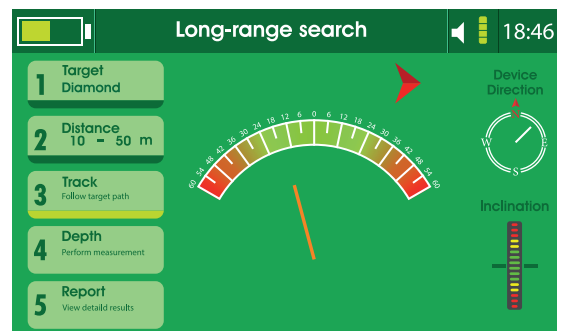 Long-range search
18:46
1 Target
Diamond
2 Distance
10 - 50 m
3 Track
Follow target path
4 Depth
Perform measurement
5 Report
View detaild results
60 54 48 42 36 30 24 18 12 6 0 6 12 18 24 30 36 42 48 54 60
Device
Direction
N
W E
S
Inclination